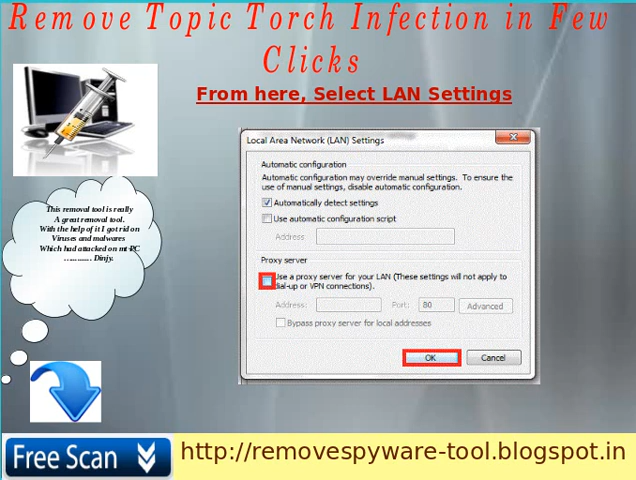 Remove Topic Torch Infection in Few
Clicks
From here, Select LAN Settings
This removal tool is really
A great removal tool.
With the help of it I got rid on
Viruses and malwares
Which had attacked on mt-PC
............ Dinjy.
Local Area Network (LAN) Settings
Automatic configuration
Automatic configuration may override manual settings. To ensure the
use of manual settings, disable automatic configuration.
Automatically detect settings
Use automatic configuration script
Address
Proxy server
Use a proxy server for your LAN (These settings will not apply to
dial-up or VPN connections).
Address: Port: 80 Advanced
Bypass proxy server for local addresses
OK Cancel
Free Scan
http://removespyware-tool.blogspot.in